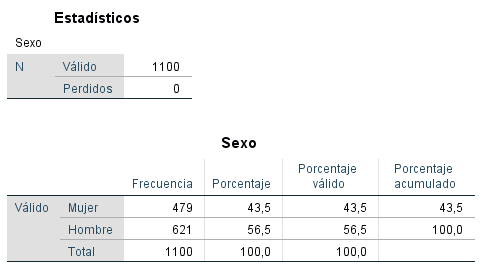 Estadísticos
Sexo
N Válido 1100
Perdidos 0
Sexo
Frecuencia Porcentaje Porcentaje válido Porcentaje acumulado
Válido Mujer 479 43,5 43,5 43,5
Hombre 621 56,5 56,5 100,0
Total 1100 100,0 100,0